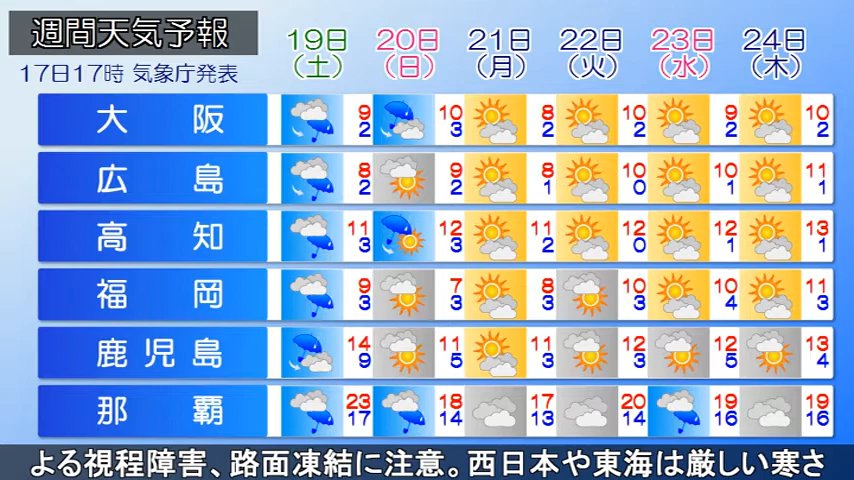 週間天気予報
17日17時 気象庁発表
19日 20日 21日 22日 23日 24日
(土) (日) (月) (火) (水) (木)
大阪 9 10 8 10 9 10
2 3 2 2 2 2
広島 8 9 8 10 10 11
2 2 1 0 1 1
高知 11 12 11 12 12 13
3 3 2 0 1 1
福岡 9 7 8 10 10 11
3 3 3 3 4 3
鹿児島 14 11 11 12 12 13
9 5 3 3 5 4
那覇 23 18 17 20 19 19
17 14 13 14 16 16
よる視程障害、路面凍結に注意。西日本や東海は厳しい寒さ